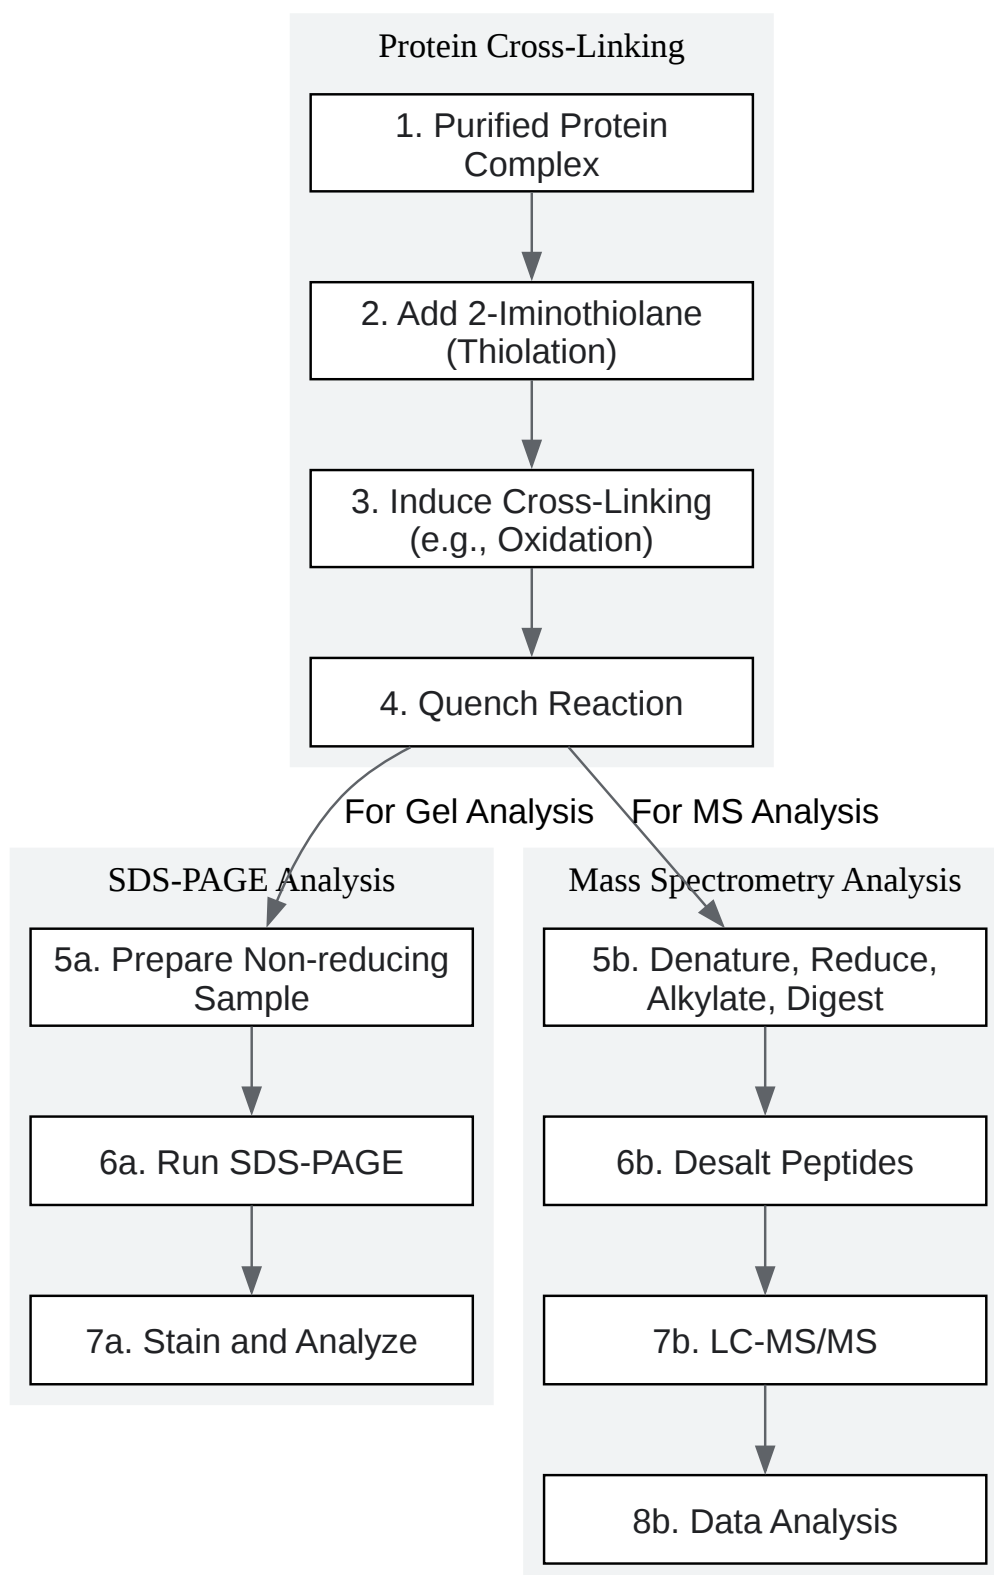 Protein Cross-Linking
1. Purified Protein
Complex
2. Add 2-Iminothiolane
(Thiolation)
3. Induce Cross-Linking
(e.g., Oxidation)
4. Quench Reaction
For Gel Analysis
For MS Analysis
SDS-PAGE Analysis
5a. Prepare Non-reducing
Sample
6a. Run SDS-PAGE
7a. Stain and Analyze
Mass Spectrometry Analysis
5b. Denature, Reduce,
Alkylate, Digest
6b. Desalt Peptides
7b. LC-MS/MS
8b. Data Analysis